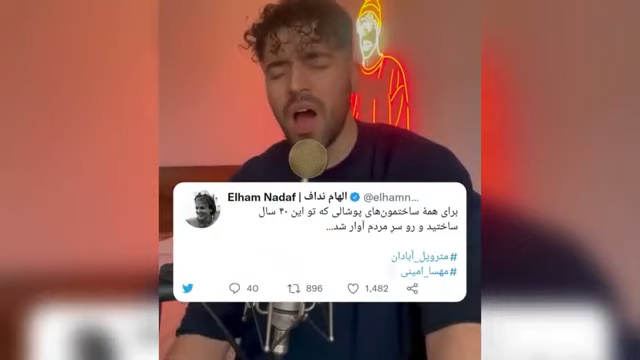 Elham Nadaf | الهام نداف @elhamn...
برای همهٔ ساختمون‌های پوشالی که تو این ۴۰ سال
ساختید و رو سرِ مردم آوار شد...
#متروپل_آبادان
#مهسا_امینی
40 896 1,482